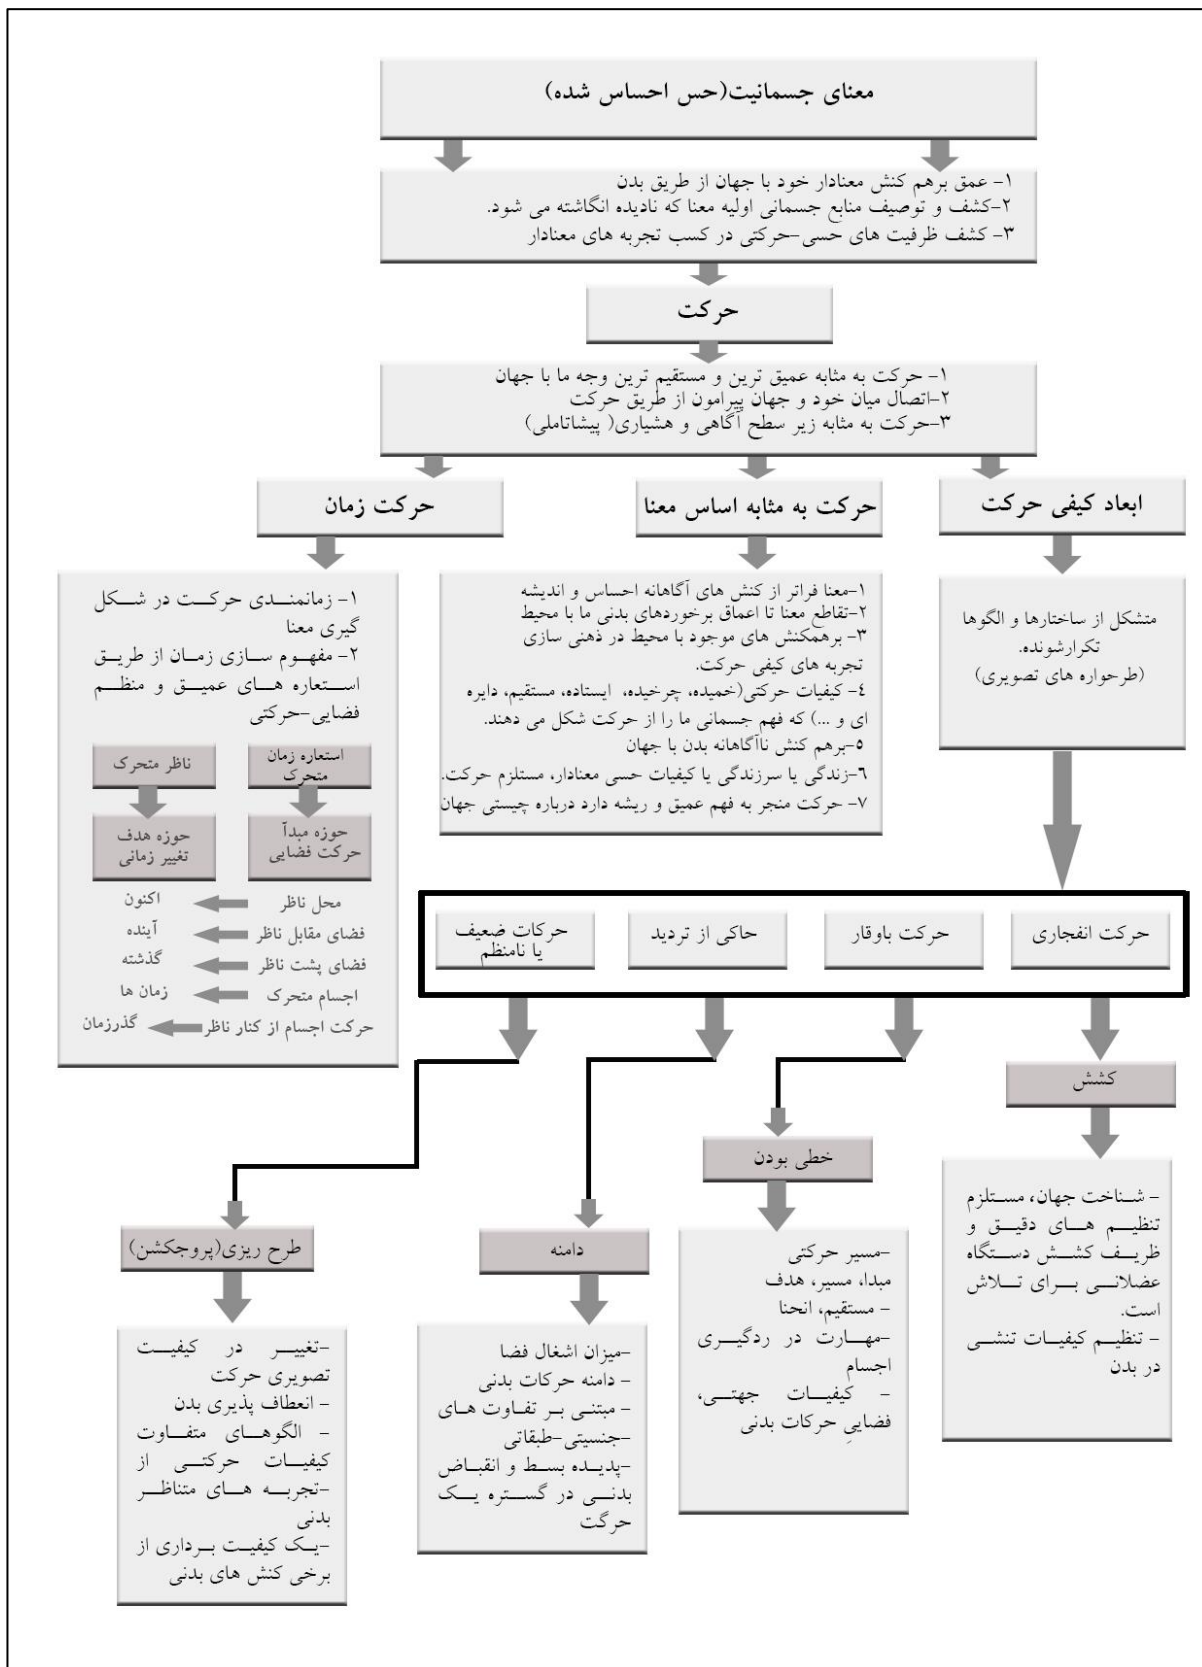 معنای جسمانیت(حس احساس شده)
۱- عمق برهم کنش معنادار خود با جهان از طریق بدن
۲-کشف و توصیف منابع جسمانی اولیه معنا که نادیده انگاشته می شود.
۳- کشف ظرفیت های حسی-حرکتی در کسب تجربه های معنادار
حرکت
۱- حرکت به مثابه عمیق ترین و مستقیم ترین وجه ما با جهان
۲-اتصال میان خود و جهان پیرامون از طریق حرکت
۳-حرکت به مثابه زیر سطح آگاهی و هشیاری( پیشاتاملی)
ابعاد کیفی حرکت
متشکل از ساختارها و الگوها
تکرارشونده.
(طرحواره های تصویری)
حرکت به مثابه اساس معنا
۱-معنا فراتر از کنش های آگاهانه احساس و اندیشه
۲-تقاطع معنا تا اعماق برخوردهای بدنی ما با محیط
۳- برهمکنش های موجود با محیط در ذهنی سازی
تجربه های کیفی حرکت.
٤- کیفیات حرکتی(خمیده، چرخیده، ایستاده، مستقیم، دایره
ای و ...) که فهم جسمانی ما را از حرکت شکل می دهند.
٥-برهم کنش ناآگاهانه بدن با جهان
٦-زندگی یا سرزندگی یا کیفیات حسی معنادار، مستلزم حرکت.
۷- حرکت منجر به فهم عمیق و ریشه دارد درباره چیستی جهان
حرکت زمان
۱- زمانمندی حرکت در شکل
گیری معنا
۲- مفهوم سازی زمان از طریق
استعاره های عمیق و منظم
فضایی-حرکتی
استعاره زمان
متحرک
ناظر متحرک
حوزه مبدآ
حرکت فضایی
حوزه هدف
تغییر زمانی
محل ناظر
اکنون
فضای مقابل ناظر
آینده
فضای پشت ناظر
گذشته
اجسام متحرک
زمان ها
حرکت اجسام از کنار ناظر
گذرزمان
حرکت انفجاری
حرکت باوقار
حاکی از تردید
حرکات ضعیف
یا نامنظم
کشش
- شناخت جهان، مستلزم
تنظیم های دقیق و
ظریف کشش دستگاه
عضلانی برای تلاش
است.
- تنظیم کیفیات تنشی
در بدن
خطی بودن
-مسیر حرکتی
مبدا، مسیر، هدف
- مستقیم، انحنا
-مهارت در ردگیری
اجسام
- کیفیات جهتی،
فضاییِ حرکات بدنی
دامنه
-میزان اشغال فضا
- دامنه حرکات بدنی
- مبتنی بر تفاوت های
-جنسیتی-طبقاتی
-پدیده بسط و انقباض
بدنی در گستره یک
حرگت
طرح ریزی(پروجکشن)
-تغییر در کیفیت
تصویری حرکت
- انعطاف پذیری بدن
- الگوهای متفاوت
کیفیات حرکتی از
-تجربه های متناظر
بدنی
-یک کیفیت برداری از
برخی کنش های بدنی